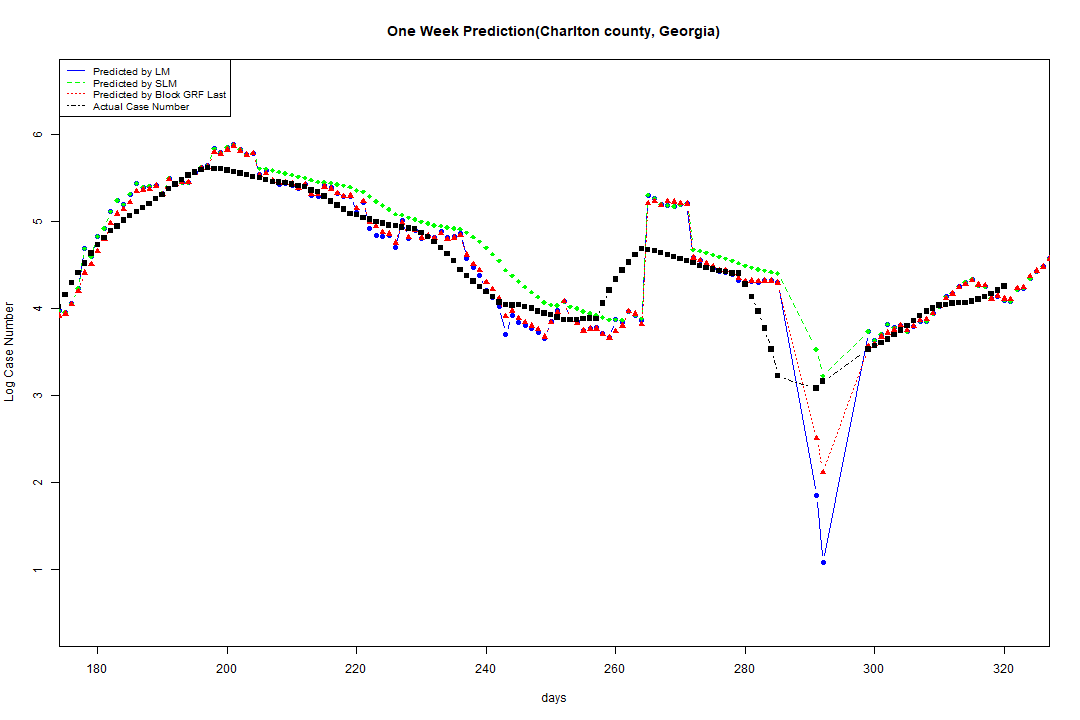 One Week Prediction(Charlton county, Georgia)
Predicted by LM
Predicted by SLM
Predicted by Block GRF Last
Actual Case Number
Log Case Number
6
5
4
3
2
1
180 200 220 240 260 280 300 320
days